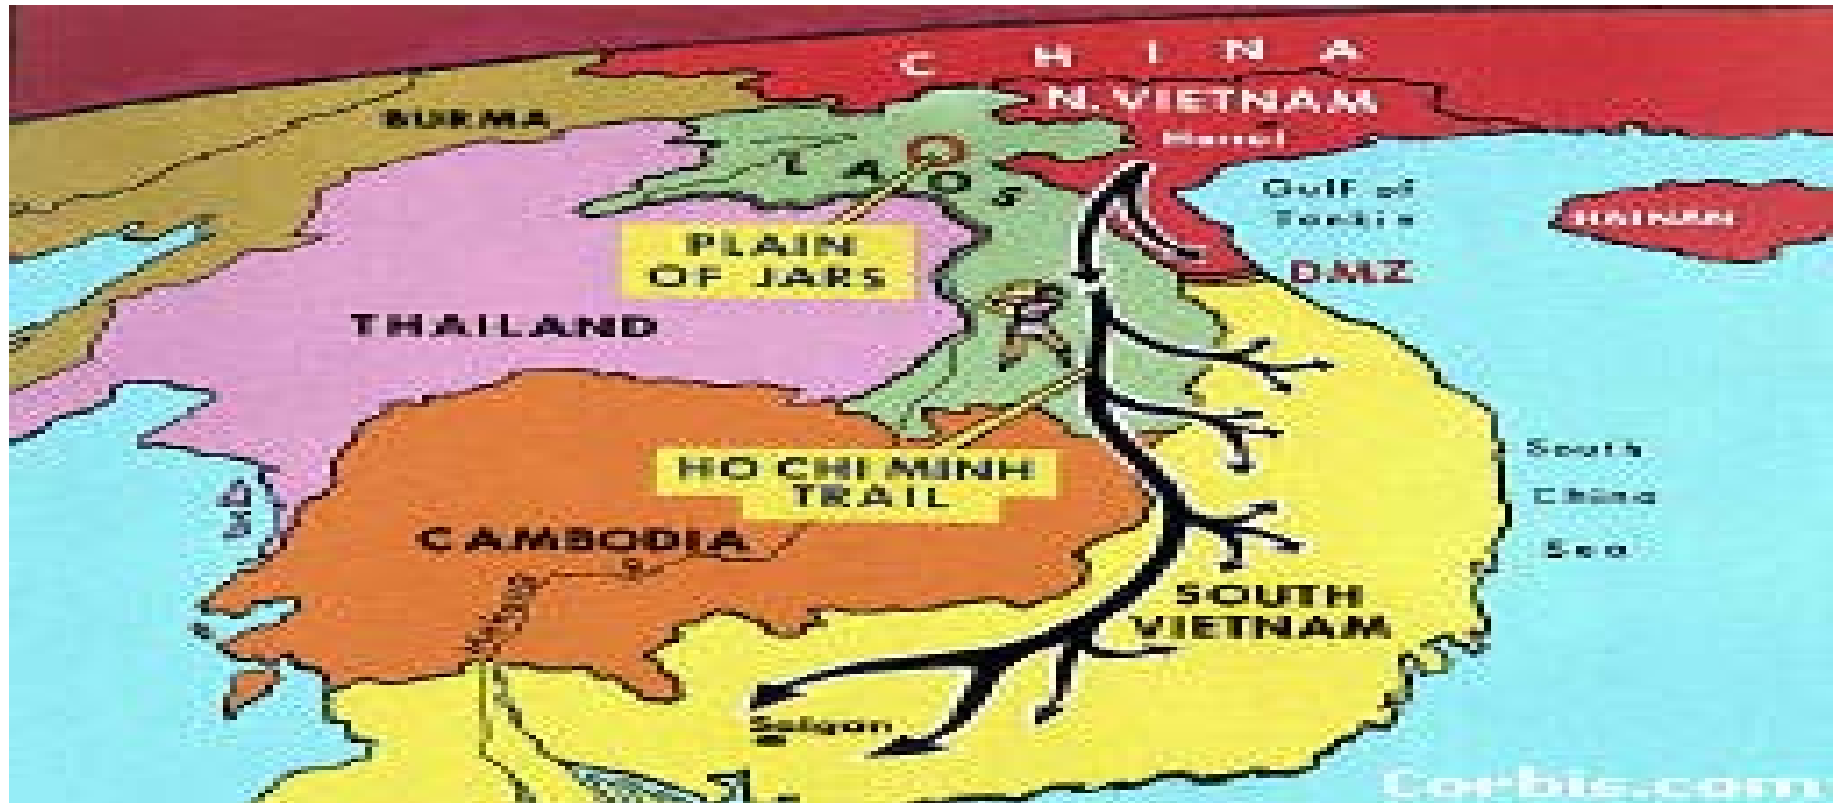 CHINA
N. VIETNAM
BURMA
Hanoi
LAOS
Gulf of
Tonkin
HAINAN
PLAIN
OF JARS
DMZ
THAILAND
HO CHI MINH
TRAIL
South
China
Sea
CAMBODIA
SOUTH
VIETNAM
Saigon
Corbis.com